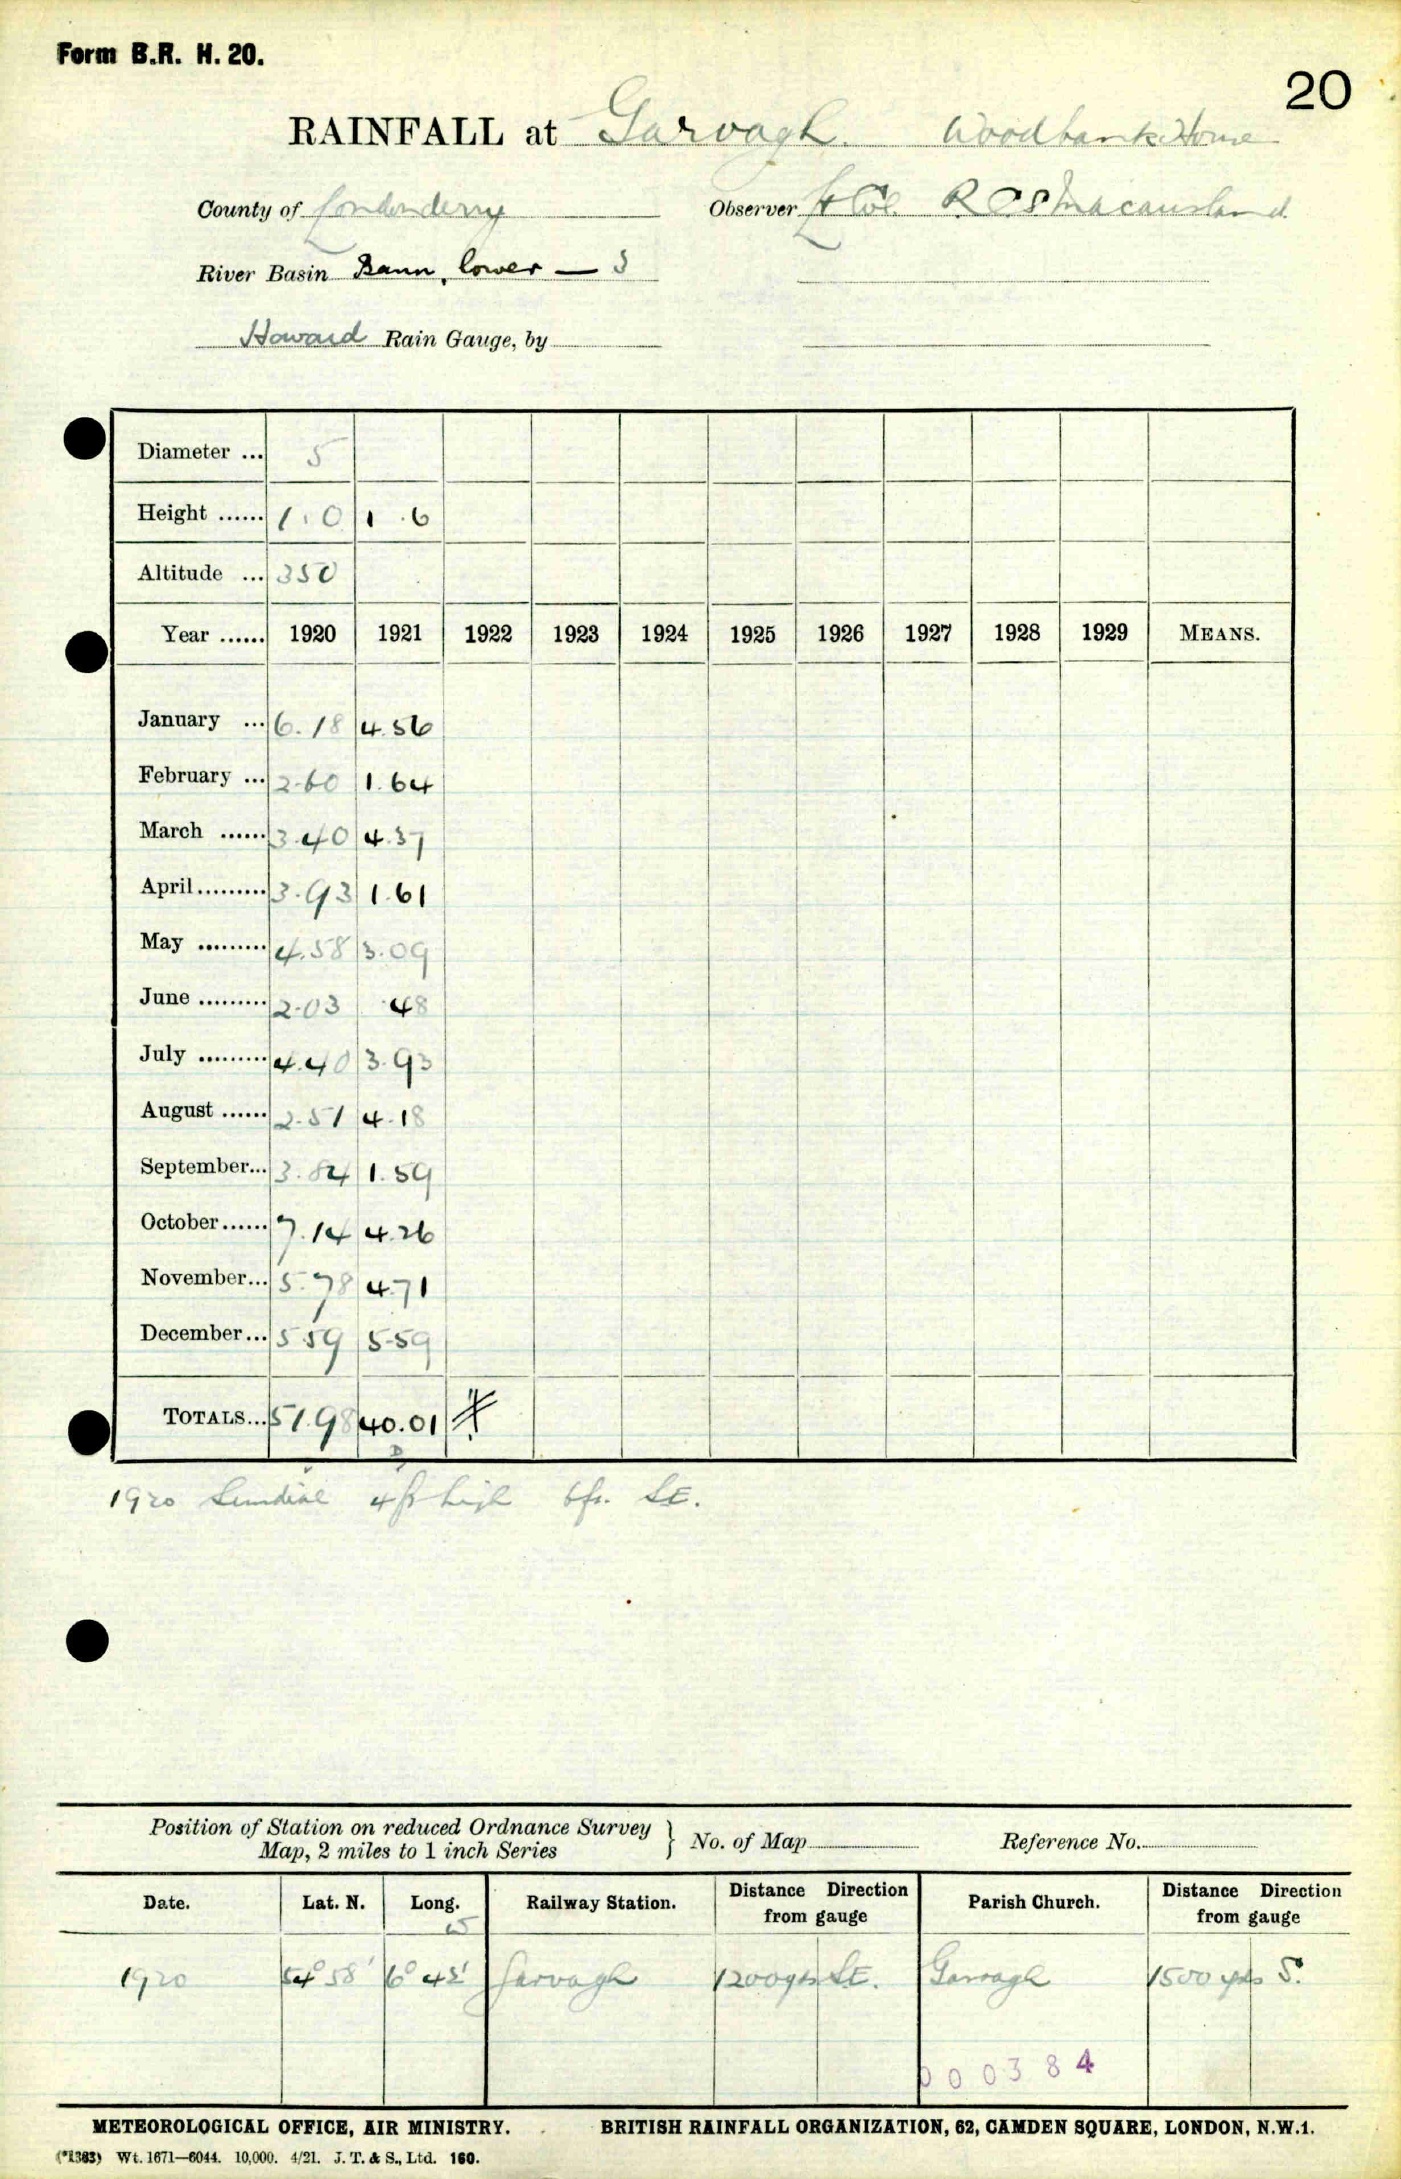 Form B.R. H. 20.
20
RAINFALL at Garvagh. Woodbank House
County of Londonderry Observer Lt Col. R C S Macausland.
River Basin Bann, lower — 3
Howard Rain Gauge, by
Diameter ... 5
Height ...... 1.0 1.6
Altitude ... 350
Year ...... 1920 1921 1922 1923 1924 1925 1926 1927 1928 1929 MEANS.
January ... 6.18 4.56
February ... 2.60 1.64
March ...... 3.40 4.37
April......... 3.93 1.61
May ......... 4.58 3.09
June ......... 2.03 .48
July ......... 4.40 3.93
August ...... 2.51 4.18
September... 3.84 1.59
October...... 7.14 4.26
November... 5.78 4.71
December... 5.59 5.59
TOTALS... 51.98 40.01
D
1920 Sundial 4ft high 6ft. SE.
Position of Station on reduced Ordnance Survey
Map, 2 miles to 1 inch Series } No. of Map Reference No.
Date. Lat. N. Long. W Railway Station. Distance Direction from gauge Parish Church. Distance Direction from gauge
1920 54° 58' 6° 42' Garvagh 1200yds SE. Garvagh 1500 yds S.
000384
METEOROLOGICAL OFFICE, AIR MINISTRY. BRITISH RAINFALL ORGANIZATION, 62, CAMDEN SQUARE, LONDON, N.W.1.
(*1383) Wt. 1671—6044. 10,000. 4/21. J. T. & S., Ltd. 160.